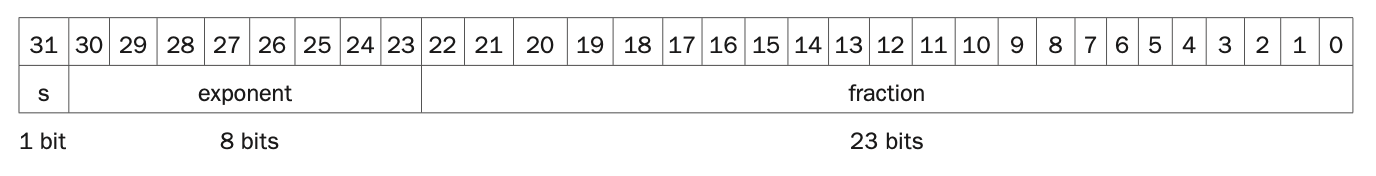 31 30 29 28 27 26 25 24 23 22 21 20 19 18 17 16 15 14 13 12 11 10 9 8 7 6 5 4 3 2 1 0
s exponent fraction
1 bit 8 bits 23 bits